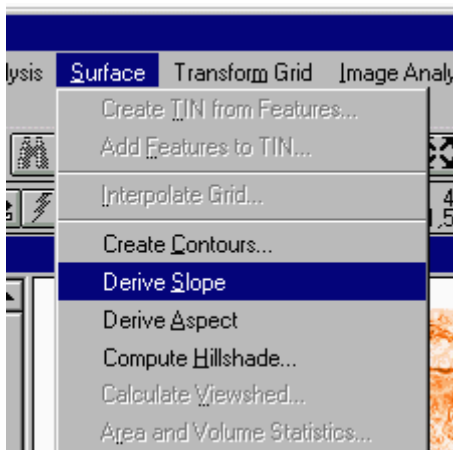 lysis Surface Transform Grid Image Analy
Create TIN from Features...
Add Features to TIN...
Interpolate Grid...
Create Contours...
Derive Slope
Derive Aspect
Compute Hillshade...
Calculate Viewshed...
Area and Volume Statistics...